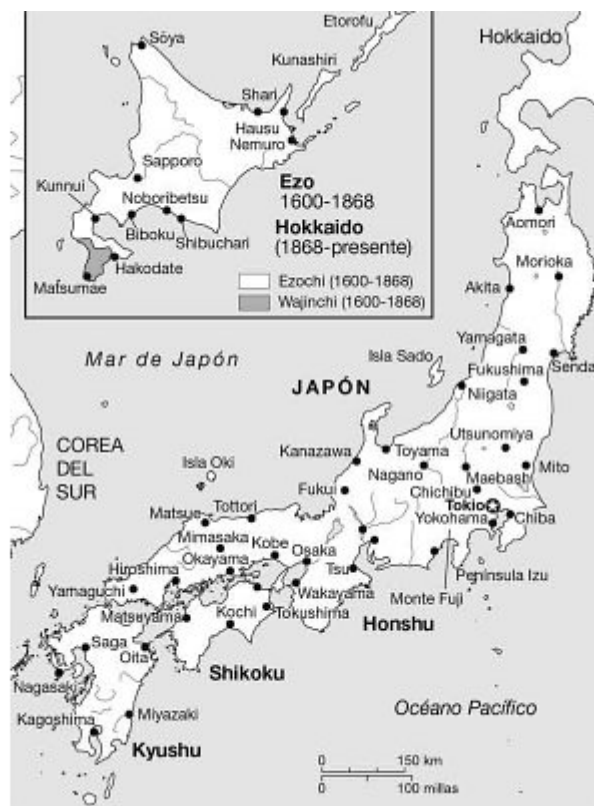 Etorofu
Kunashiri
Sōya
Shari
Hausu
Nemuro
Sapporo
Kunnui
Noboribetsu
Biboku
Shibuchari
Hakodate
Matsumae
Ezo
1600-1868
Hokkaido
(1868-presente)
Ezochi (1600-1868)
Wajinchi (1600-1868)
Hokkaido
Aomori
Morioka
Akita
Mar de Japón
Isla Sado
Yamagata
Senda
Fukushima
JAPÓN
Niigata
COREA
DEL
SUR
Isla Oki
Kanazawa
Toyama
Utsunomiya
Nagano
Maebashi
Mito
Fukui
Chichibu
Tokio
Yokohama
Chiba
Matsue
Tottori
Mimasaka
Kobe
Okayama
Osaka
Hiroshima
Tsu
Península Izu
Yamaguchi
Wakayama
Monte Fuji
Matsuyama
Kochi
Tokushima
Honshu
Saga
Oita
Shikoku
Nagasaki
Kagoshima
Miyazaki
Kyushu
Océano Pacífico
0 150 km
0 100 millas